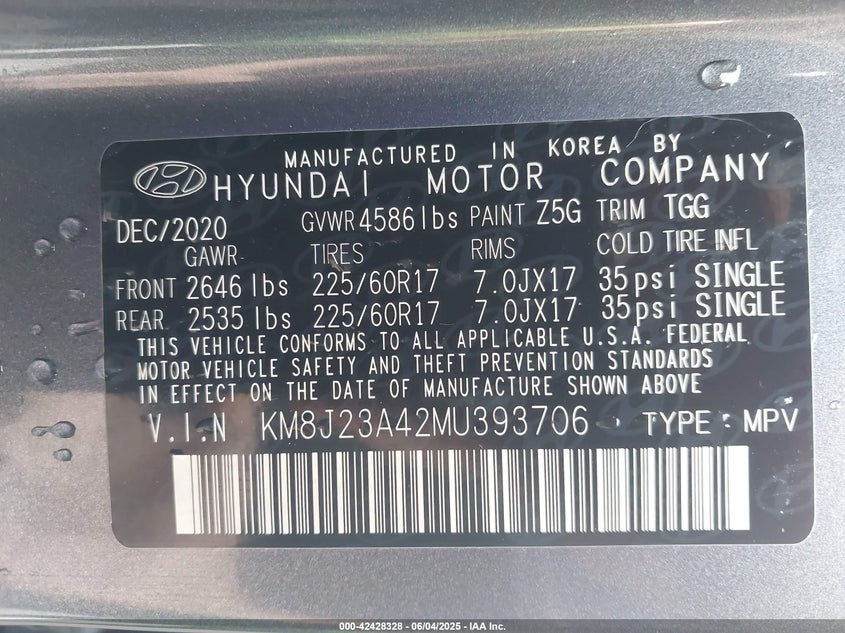 MANUFACTURED IN KOREA BY
HYUNDAI MOTOR COMPANY
DEC/2020 GVWR 4586 lbs PAINT Z5G TRIM TGG
GAWR TIRES RIMS COLD TIRE INFL
FRONT 2646 lbs 225/60R17 7.0JX17 35psi SINGLE
REAR 2535 lbs 225/60R17 7.0JX17 35psi SINGLE
THIS VEHICLE CONFORMS TO ALL APPLICABLE U.S.A. FEDERAL
MOTOR VEHICLE SAFETY AND THEFT PREVENTION STANDARDS
IN EFFECT ON THE DATE OF MANUFACTURE SHOWN ABOVE
V.I.N KM8J23A42MU393706 TYPE : MPV
000-42428328 - 06/04/2025 - IAA Inc.